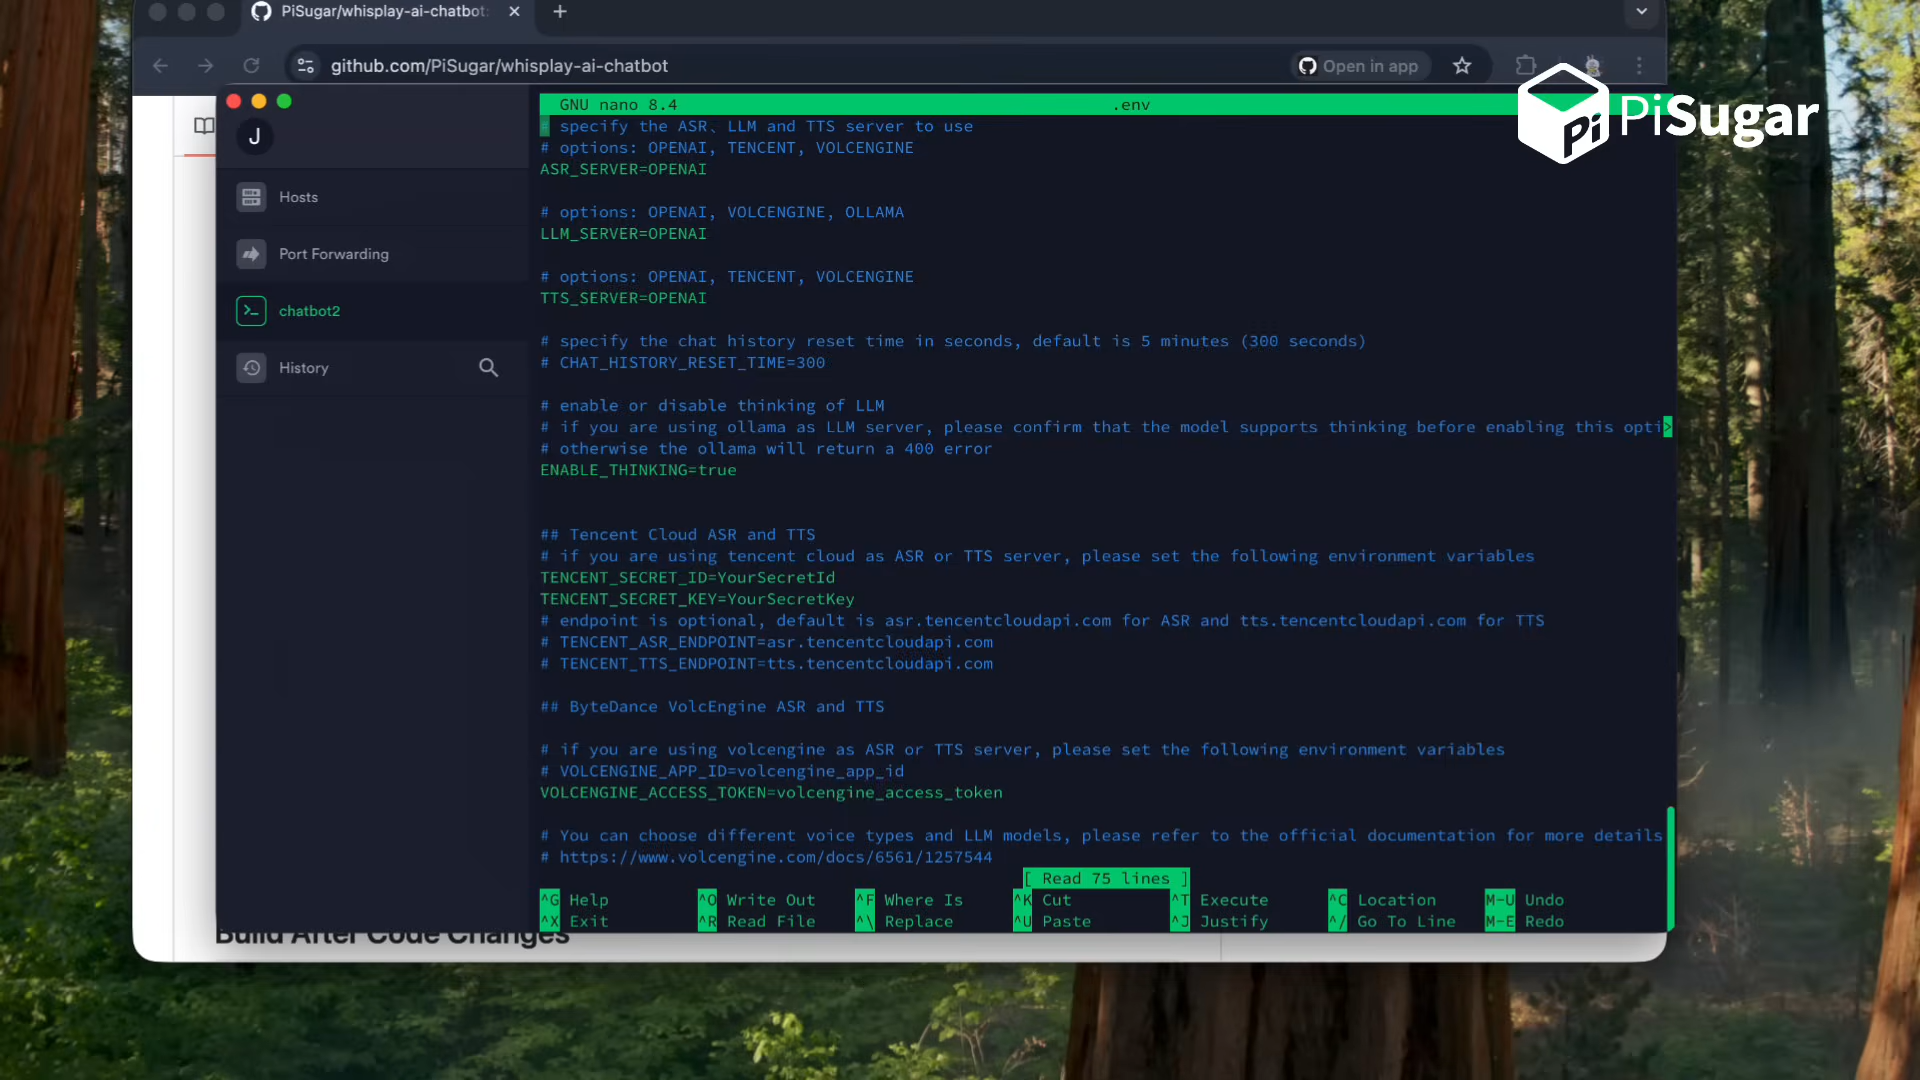 PiSugar/whisplay-ai-chatbot:
github.com/PiSugar/whisplay-ai-chatbot
Open in app
PiSugar
J
Hosts
Port Forwarding
chatbot2
History
GNU nano 8.4 .env
# specify the ASR、LLM and TTS server to use
# options: OPENAI, TENCENT, VOLCENGINE
ASR_SERVER=OPENAI
# options: OPENAI, VOLCENGINE, OLLAMA
LLM_SERVER=OPENAI
# options: OPENAI, TENCENT, VOLCENGINE
TTS_SERVER=OPENAI
# specify the chat history reset time in seconds, default is 5 minutes (300 seconds)
# CHAT_HISTORY_RESET_TIME=300
# enable or disable thinking of LLM
# if you are using ollama as LLM server, please confirm that the model supports thinking before enabling this opti>
# otherwise the ollama will return a 400 error
ENABLE_THINKING=true
## Tencent Cloud ASR and TTS
# if you are using tencent cloud as ASR or TTS server, please set the following environment variables
TENCENT_SECRET_ID=YourSecretId
TENCENT_SECRET_KEY=YourSecretKey
# endpoint is optional, default is asr.tencentcloudapi.com for ASR and tts.tencentcloudapi.com for TTS
# TENCENT_ASR_ENDPOINT=asr.tencentcloudapi.com
# TENCENT_TTS_ENDPOINT=tts.tencentcloudapi.com
## ByteDance VolcEngine ASR and TTS
# if you are using volcengine as ASR or TTS server, please set the following environment variables
# VOLCENGINE_APP_ID=volcengine_app_id
VOLCENGINE_ACCESS_TOKEN=volcengine_access_token
# You can choose different voice types and LLM models, please refer to the official documentation for more details
# https://www.volcengine.com/docs/6561/1257544
[ Read 75 lines ]
^G Help ^O Write Out ^F Where Is ^K Cut ^T Execute ^C Location M-U Undo
^X Exit ^R Read File ^\ Replace ^U Paste ^J Justify ^/ Go To Line M-E Redo
Build After Code Changes